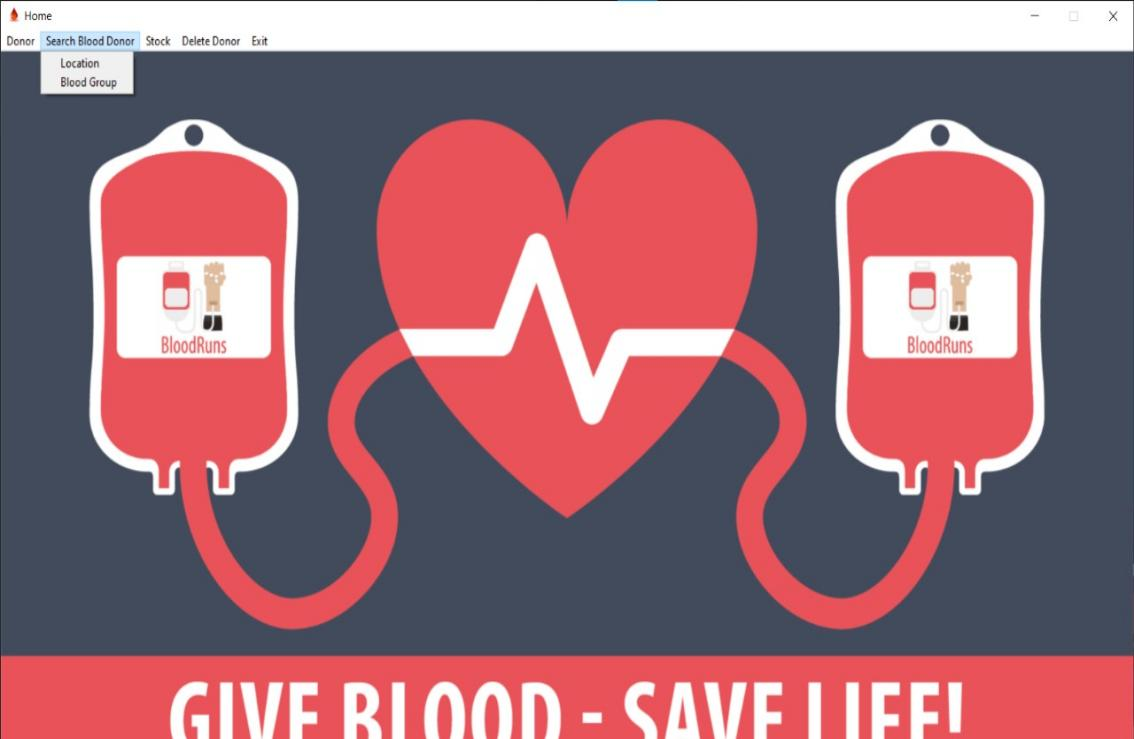 Home
Donor Search Blood Donor Stock Delete Donor Exit
Location
Blood Group
BloodRuns
BloodRuns
GIVE BLOOD - SAVE LIFE!